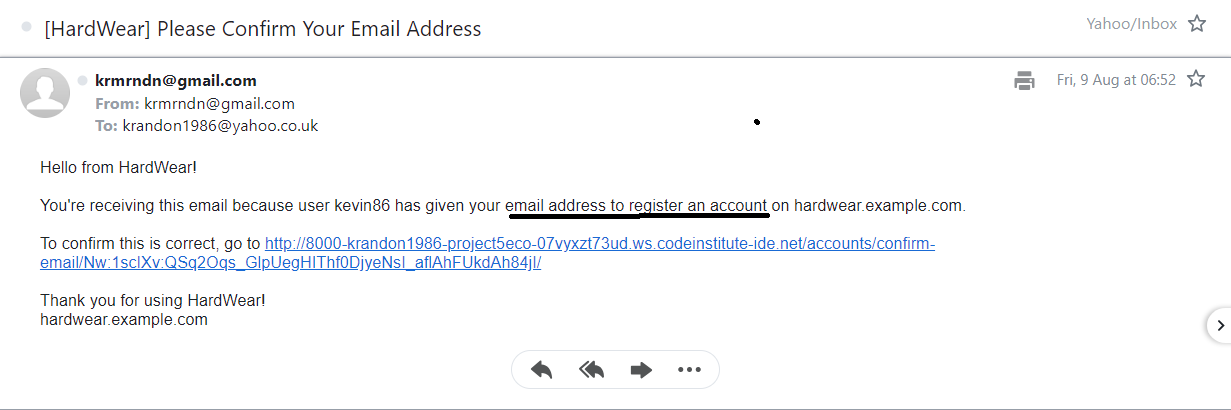 [HardWear] Please Confirm Your Email Address
Yahoo/Inbox
krmrndn@gmail.com
Fri, 9 Aug at 06:52
From: krmrndn@gmail.com
To: krandon1986@yahoo.co.uk
Hello from HardWear!
You're receiving this email because user kevin86 has given your email address to register an account on hardwear.example.com.
To confirm this is correct, go to http://8000-krandon1986-project5eco-07vyxzt73ud.ws.codeinstitute-ide.net/accounts/confirm-
email/Nw:1sclXv:QSq2Oqs_GlpUegHIThf0DjyeNsI_aflAhFUkdAh84jI/
Thank you for using HardWear!
hardwear.example.com